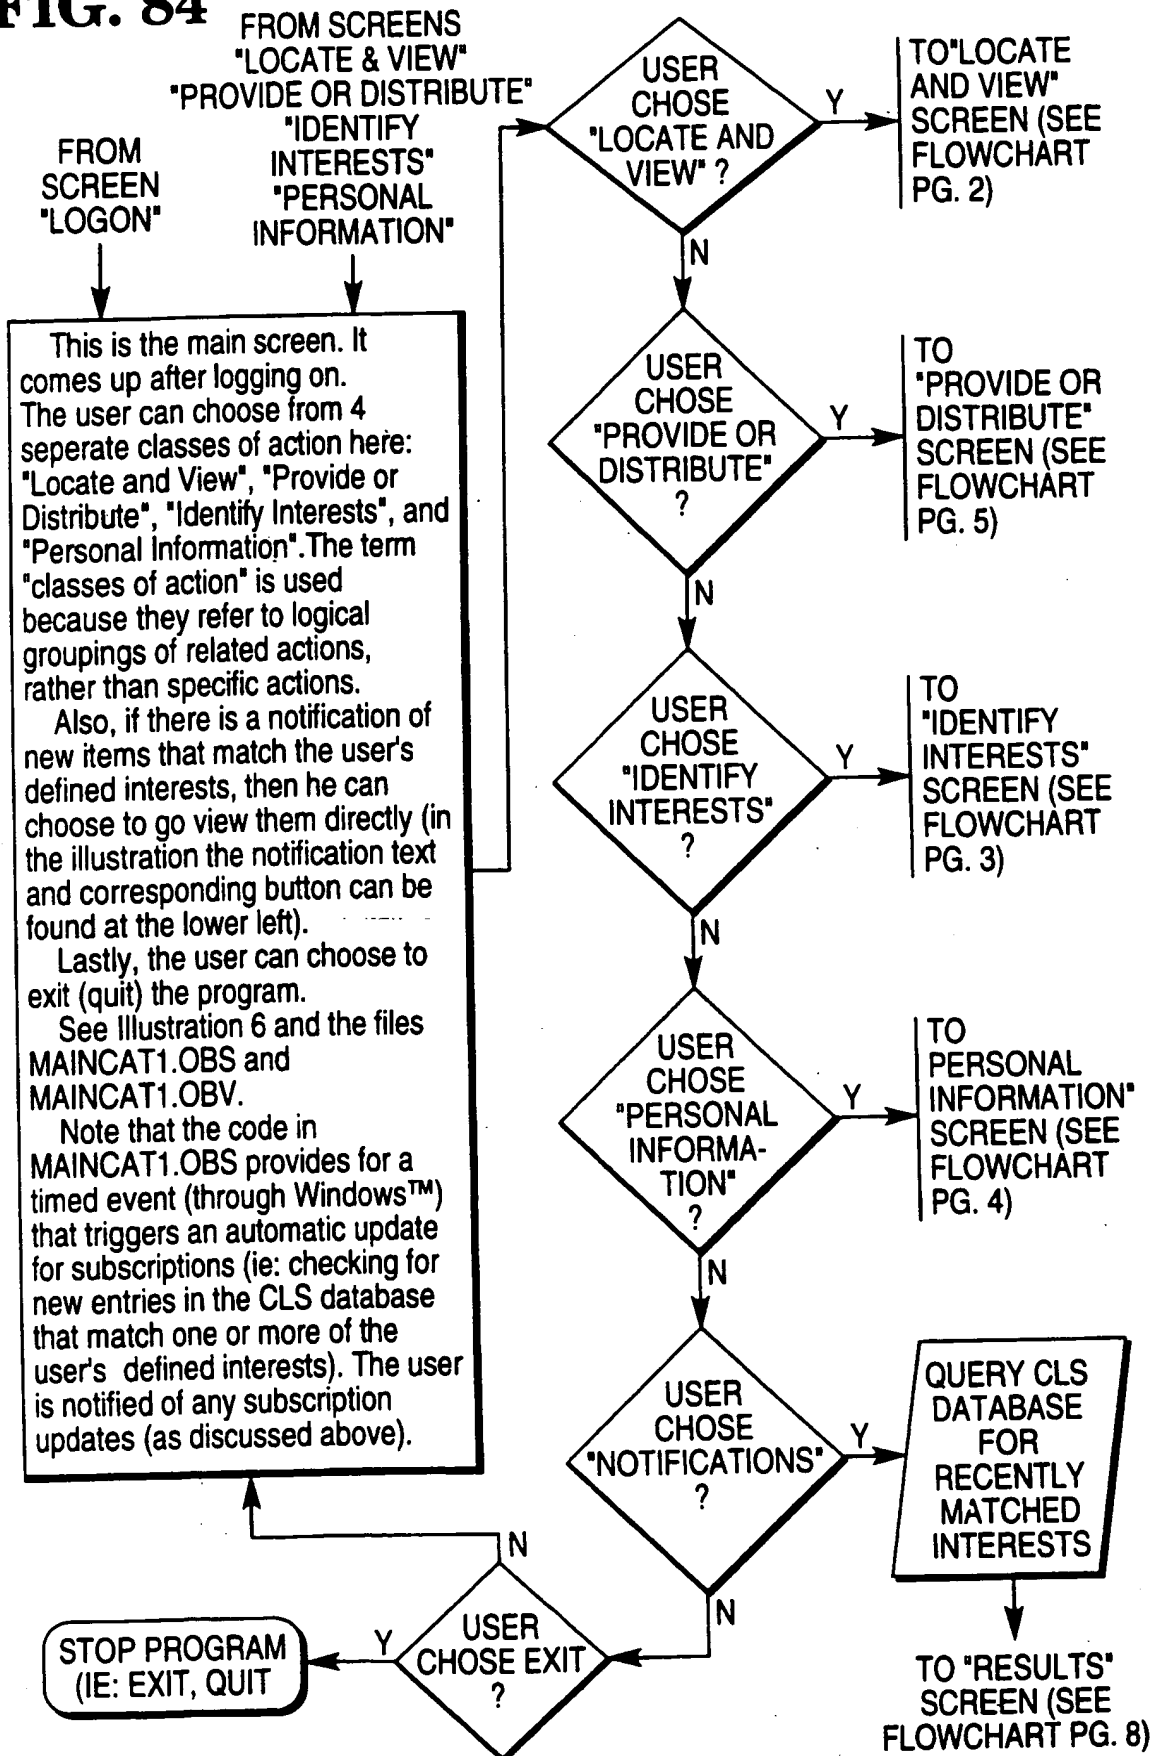 FIG. 84
FROM SCREENS
"LOCATE & VIEW"
"PROVIDE OR DISTRIBUTE"
"IDENTIFY
INTERESTS"
"PERSONAL
INFORMATION"
FROM
SCREEN
"LOGON"
This is the main screen. It
comes up after logging on.
The user can choose from 4
seperate classes of action here:
"Locate and View", "Provide or
Distribute", "Identify Interests", and
"Personal Information".The term
"classes of action" is used
because they refer to logical
groupings of related actions,
rather than specific actions.
Also, if there is a notification of
new items that match the user's
defined interests, then he can
choose to go view them directly (in
the illustration the notification text
and corresponding button can be
found at the lower left).
Lastly, the user can choose to
exit (quit) the program.
See Illustration 6 and the files
MAINCAT1.OBS and
MAINCAT1.OBV.
Note that the code in
MAINCAT1.OBS provides for a
timed event (through Windows™)
that triggers an automatic update
for subscriptions (ie: checking for
new entries in the CLS database
that match one or more of the
user's defined interests). The user
is notified of any subscription
updates (as discussed above).
USER
CHOSE
"LOCATE AND
VIEW" ?
Y
TO"LOCATE
AND VIEW"
SCREEN (SEE
FLOWCHART
PG. 2)
N
USER
CHOSE
"PROVIDE OR
DISTRIBUTE"
?
Y
TO
"PROVIDE OR
DISTRIBUTE"
SCREEN (SEE
FLOWCHART
PG. 5)
N
USER
CHOSE
"IDENTIFY
INTERESTS"
?
Y
TO
"IDENTIFY
INTERESTS"
SCREEN (SEE
FLOWCHART
PG. 3)
N
USER
CHOSE
"PERSONAL
INFORMA-
TION"
?
Y
TO
PERSONAL
INFORMATION"
SCREEN (SEE
FLOWCHART
PG. 4)
N
USER
CHOSE
"NOTIFICATIONS"
?
Y
QUERY CLS
DATABASE
FOR
RECENTLY
MATCHED
INTERESTS
TO "RESULTS"
SCREEN (SEE
FLOWCHART PG. 8)
N
USER
CHOSE EXIT
?
N
Y
STOP PROGRAM
(IE: EXIT, QUIT